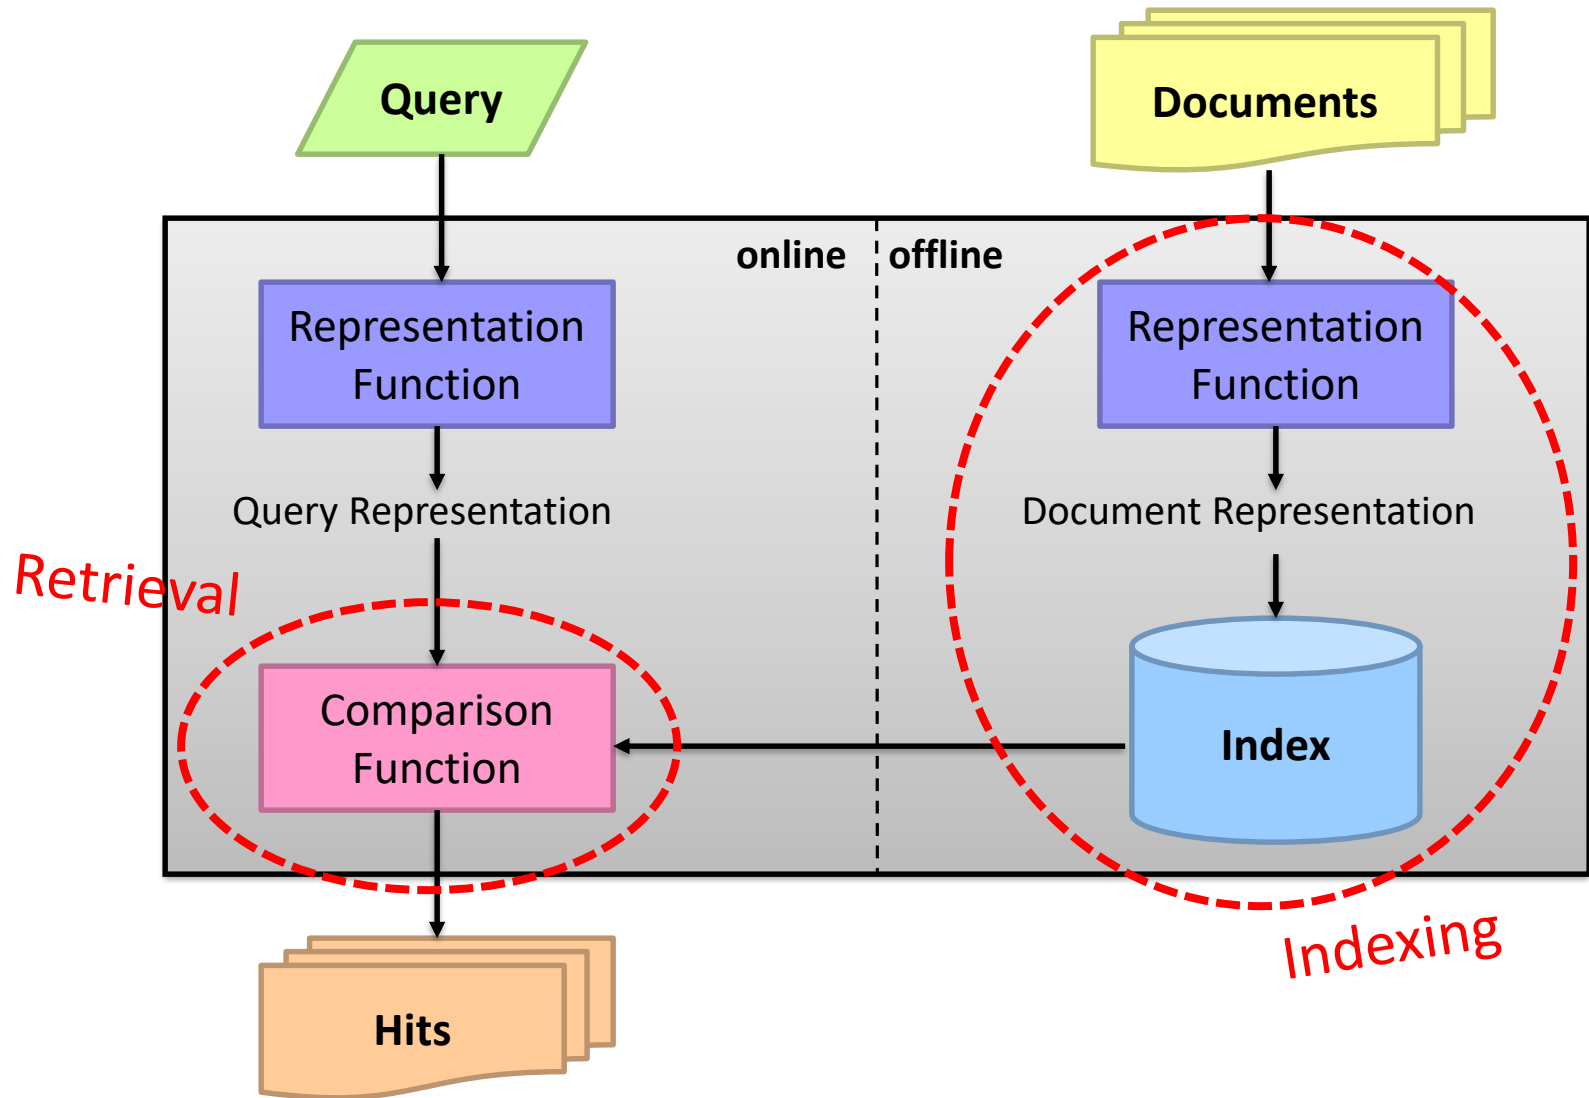 Query
Documents
online
offline
Representation
Function
Representation
Function
Query Representation
Document Representation
Retrieval
Comparison
Function
Index
Indexing
Hits